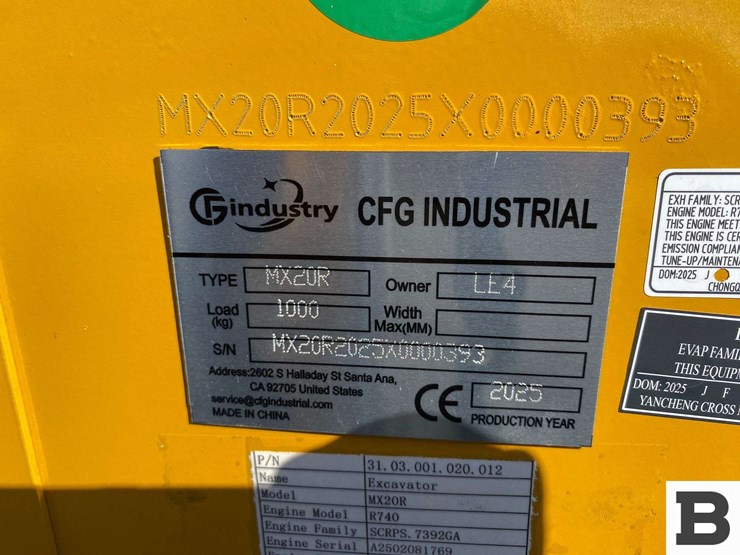 MX20R2025X0000393
CFG industry CFG INDUSTRIAL
TYPE MX20R Owner LE4
Load (kg) 1000 Width Max(MM)
S/N MX20R2025X0000393
Address:2602 S Halladay St Santa Ana,
CA 92705 United States
service@cfgindustrial.com
MADE IN CHINA
CE 2025
PRODUCTION YEAR
EXH FAMILY: SCR
ENGINE MODEL: R7
THIS ENGINE MEET
THIS ENGINE IS CER
EMISSION COMPLIAN
TUNE-UP/MAINTENA
DOM:2025 J
CHONGQ
EVAP FAMI
THIS EQUIP
DOM: 2025 J F
YANCHENG CROSS
P/N 31.03.001.020.012
Name Excavator
Model MX20R
Engine Model R740
Engine Family SCRPS.7392GA
Engine Serial A2502081769
B